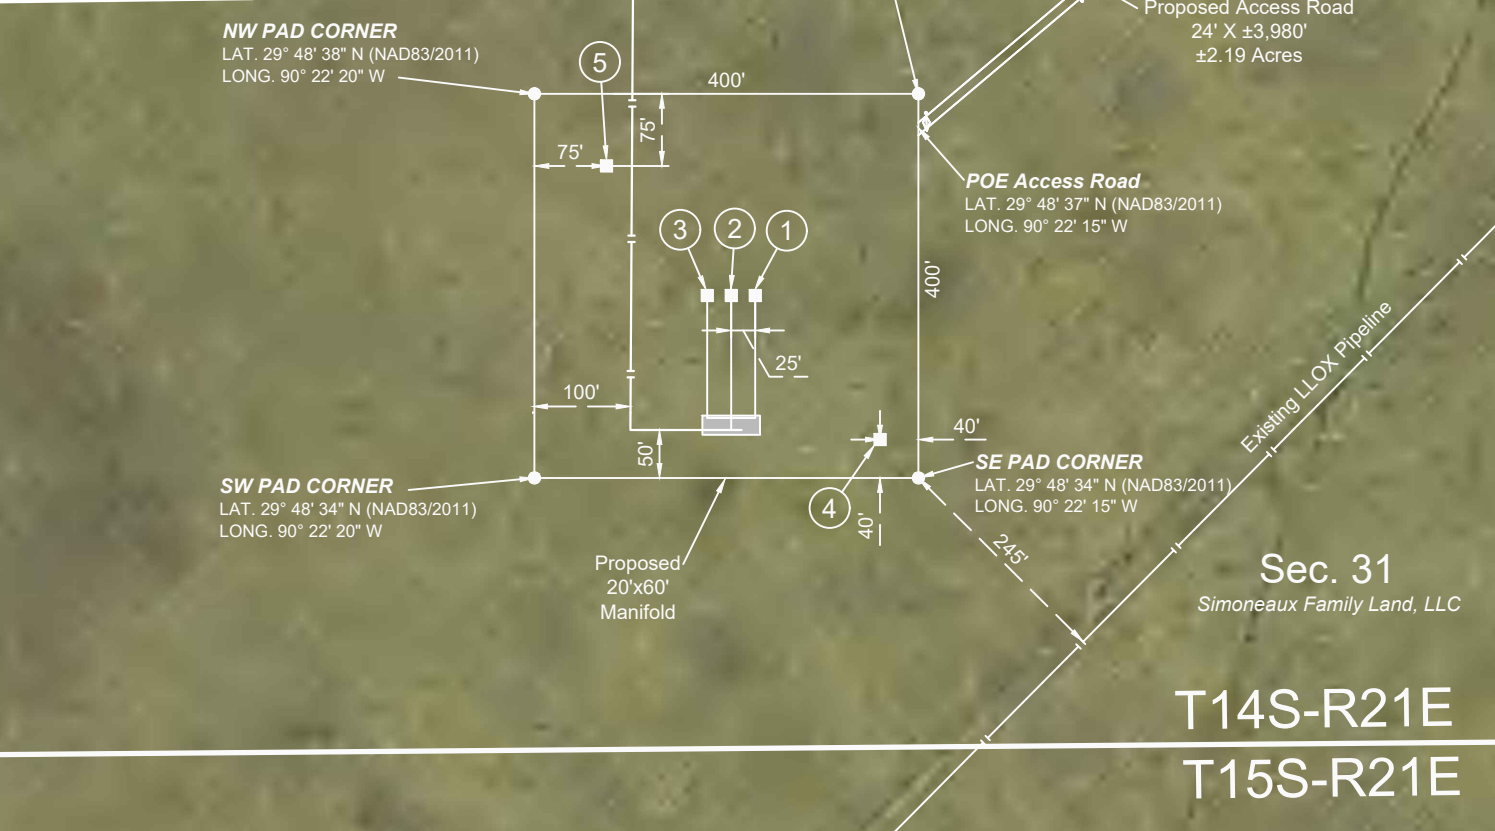 NW PAD CORNER
LAT. 29° 48' 38" N (NAD83/2011)
LONG. 90° 22' 20" W
Proposed Access Road
24' X ±3,980'
±2.19 Acres
5
400'
75'
75'
POE Access Road
LAT. 29° 48' 37" N (NAD83/2011)
LONG. 90° 22' 15" W
3
2
1
400'
25'
Existing LLOX Pipeline
100'
50'
40'
SW PAD CORNER
LAT. 29° 48' 34" N (NAD83/2011)
LONG. 90° 22' 20" W
SE PAD CORNER
LAT. 29° 48' 34" N (NAD83/2011)
LONG. 90° 22' 15" W
4
40'
245'
Proposed
20'x60'
Manifold
Sec. 31
Simoneaux Family Land, LLC
T14S-R21E
T15S-R21E